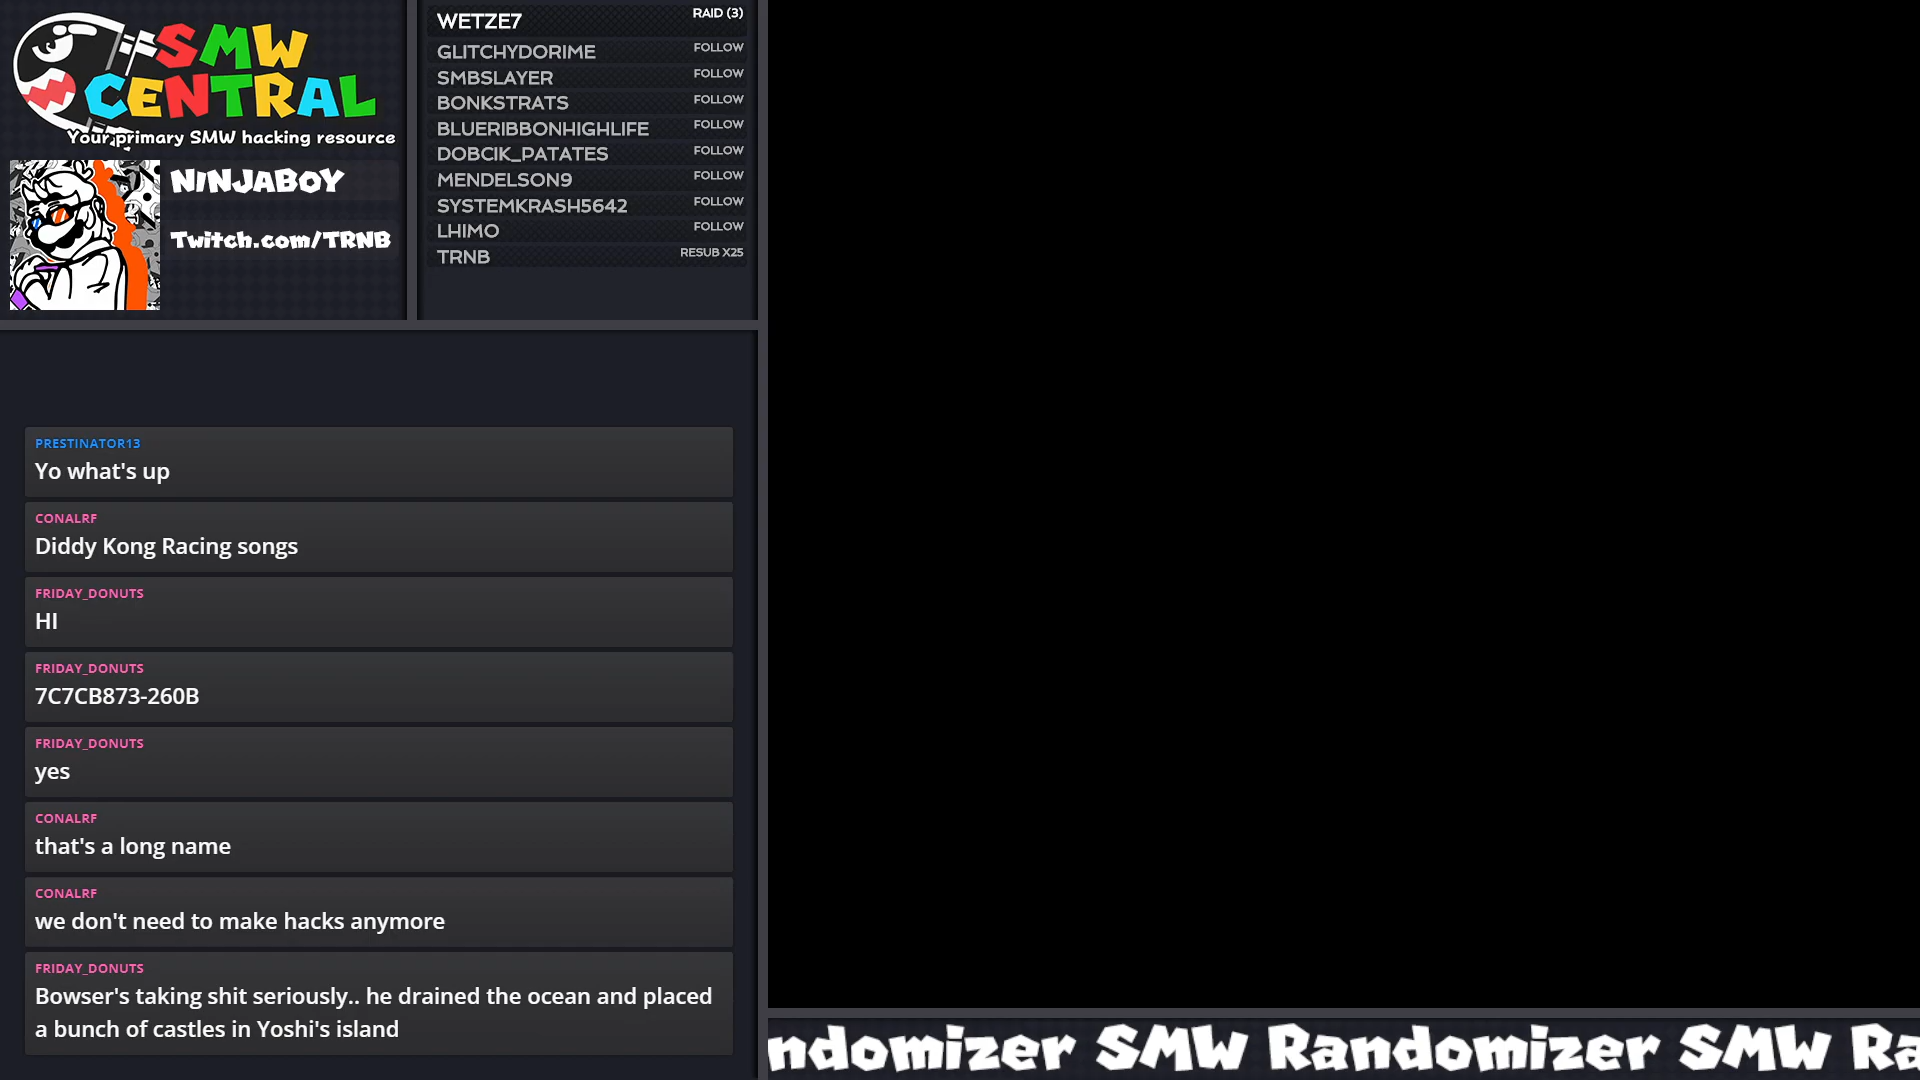 SMW
CENTRAL
Your primary SMW hacking resource
NINJABOY
Twitch.com/TRNB
WETZE7 RAID (3)
GLITCHYDORIME FOLLOW
SMBSLAYER FOLLOW
BONKSTRATS FOLLOW
BLUERIBBONHIGHLIFE FOLLOW
DOBCIK_PATATES FOLLOW
MENDELSON9 FOLLOW
SYSTEMKRASH5642 FOLLOW
LHIMO FOLLOW
TRNB RESUB X25
PRESTINATOR13
Yo what's up
CONALRF
Diddy Kong Racing songs
FRIDAY_DONUTS
HI
FRIDAY_DONUTS
7C7CB873-260B
FRIDAY_DONUTS
yes
CONALRF
that's a long name
CONALRF
we don't need to make hacks anymore
FRIDAY_DONUTS
Bowser's taking shit seriously.. he drained the ocean and placed
a bunch of castles in Yoshi's island
ndomizer SMW Randomizer SMW Ra